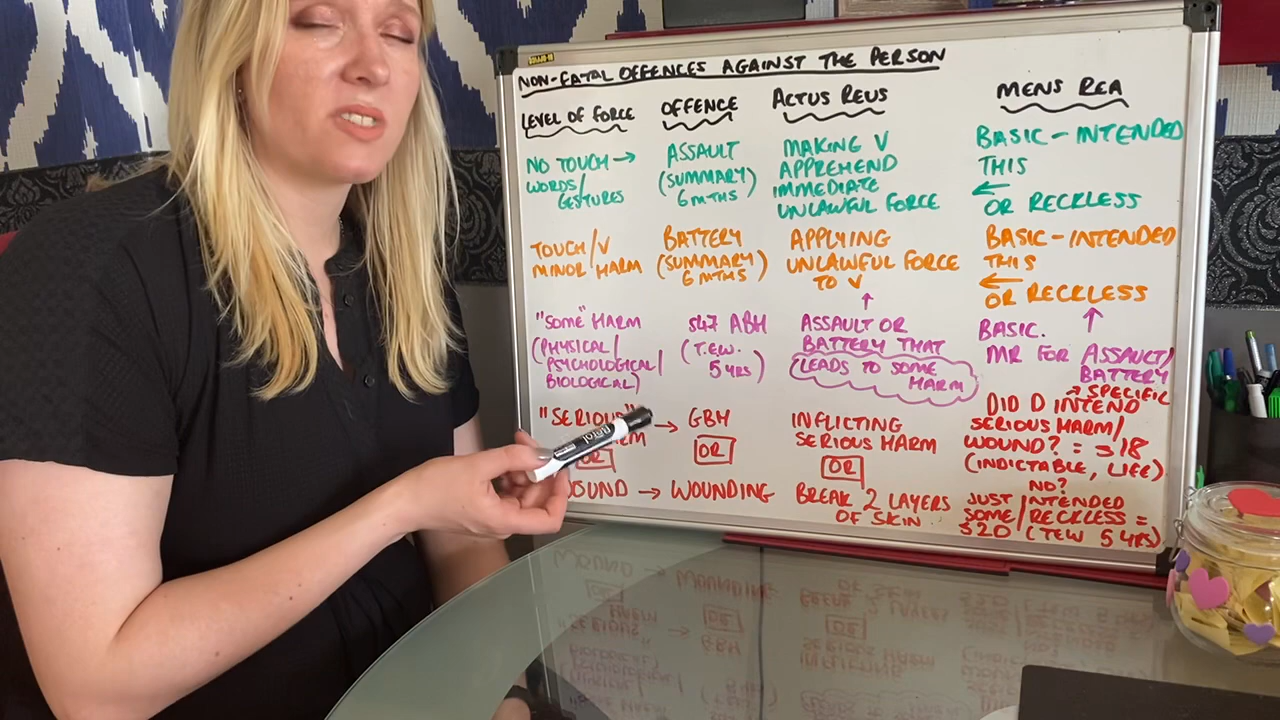 NON-FATAL OFFENCES AGAINST THE PERSON
LEVEL OF FORCE
OFFENCE
ACTUS REUS
MENS REA
NO TOUCH →
WORDS/
GESTURES
ASSAULT
(SUMMARY)
6 MTHS
MAKING V
APPREHEND
IMMEDIATE
UNLAWFUL FORCE
BASIC - INTENDED
THIS
←
OR RECKLESS
TOUCH/V
MINOR HARM
BATTERY
(SUMMARY)
6 MTHS
APPLYING
UNLAWFUL FORCE
TO V
BASIC - INTENDED
THIS
←
OR RECKLESS
"SOME" HARM
(PHYSICAL/
PSYCHOLOGICAL/
BIOLOGICAL)
S47 ABH
(T.E.W.
5 YRS)
↑
ASSAULT OR
BATTERY THAT
(LEADS TO SOME
HARM
BASIC.
MR FOR ASSAULT/
BATTERY
"SERIOUS"
→ GBH
OR
OR
→ WOUNDING
INFLICTING
SERIOUS HARM
OR
BREAK 2 LAYERS
OF SKIN
↗ SPECIFIC
DID D INTEND
SERIOUS HARM/
WOUND? = S18
(INDICTABLE, LIFE)
NO?
JUST INTENDED
SOME/RECKLESS =
S20 (TEW 5 YRS)